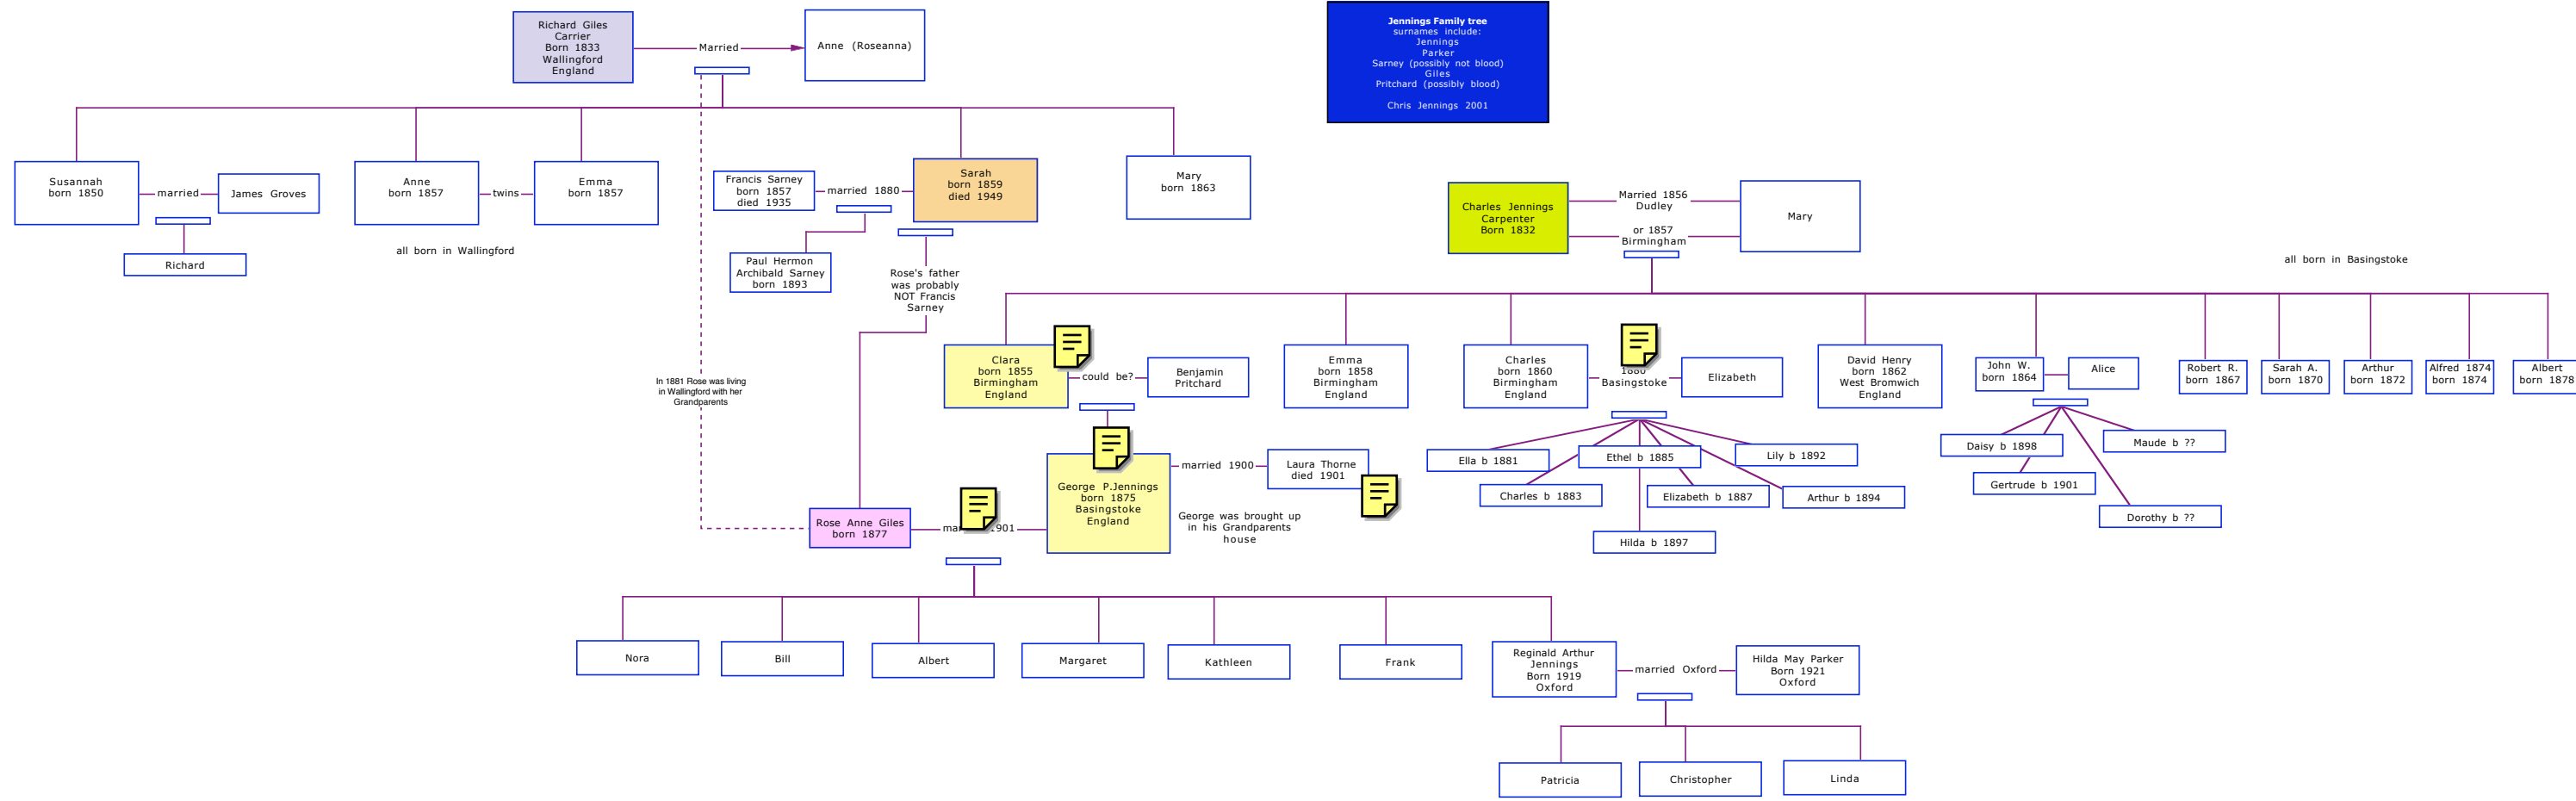 Richard Giles
Carrier
Born 1833
Wallingford
England
Married
Anne (Roseanna)
Jennings Family tree
surnames include:
Jennings
Parker
Sarney (possibly not blood)
Giles
Pritchard (possibly blood)
Chris Jennings 2001
Susannah
born 1850
married
James Groves
Richard
Anne
born 1857
twins
Emma
born 1857
all born in Wallingford
Francis Sarney
born 1857
died 1935
married 1880
Sarah
born 1859
died 1949
Mary
born 1863
Paul Hermon
Archibald Sarney
born 1893
Rose's father
was probably
NOT Francis
Sarney
In 1881 Rose was living
in Wallingford with her
Grandparents
Charles Jennings
Carpenter
Born 1832
Married 1856
Dudley
or 1857
Birmingham
Mary
all born in Basingstoke
Clara
born 1855
Birmingham
England
could be?
Benjamin
Pritchard
Emma
born 1858
Birmingham
England
Charles
born 1860
Birmingham
England
1880
Basingstoke
Elizabeth
David Henry
born 1862
West Bromwich
England
John W.
born 1864
Alice
Robert R.
born 1867
Sarah A.
born 1870
Arthur
born 1872
Alfred 1874
born 1874
Albert
born 1878
Ella b 1881
Charles b 1883
Ethel b 1885
Hilda b 1897
Elizabeth b 1887
Lily b 1892
Arthur b 1894
Daisy b 1898
Gertrude b 1901
Maude b ??
Dorothy b ??
George P.Jennings
born 1875
Basingstoke
England
married 1900
Laura Thorne
died 1901
George was brought up
in his Grandparents
house
Rose Anne Giles
born 1877
1901
Nora
Bill
Albert
Margaret
Kathleen
Frank
Reginald Arthur
Jennings
Born 1919
Oxford
married Oxford
Hilda May Parker
Born 1921
Oxford
Patricia
Christopher
Linda